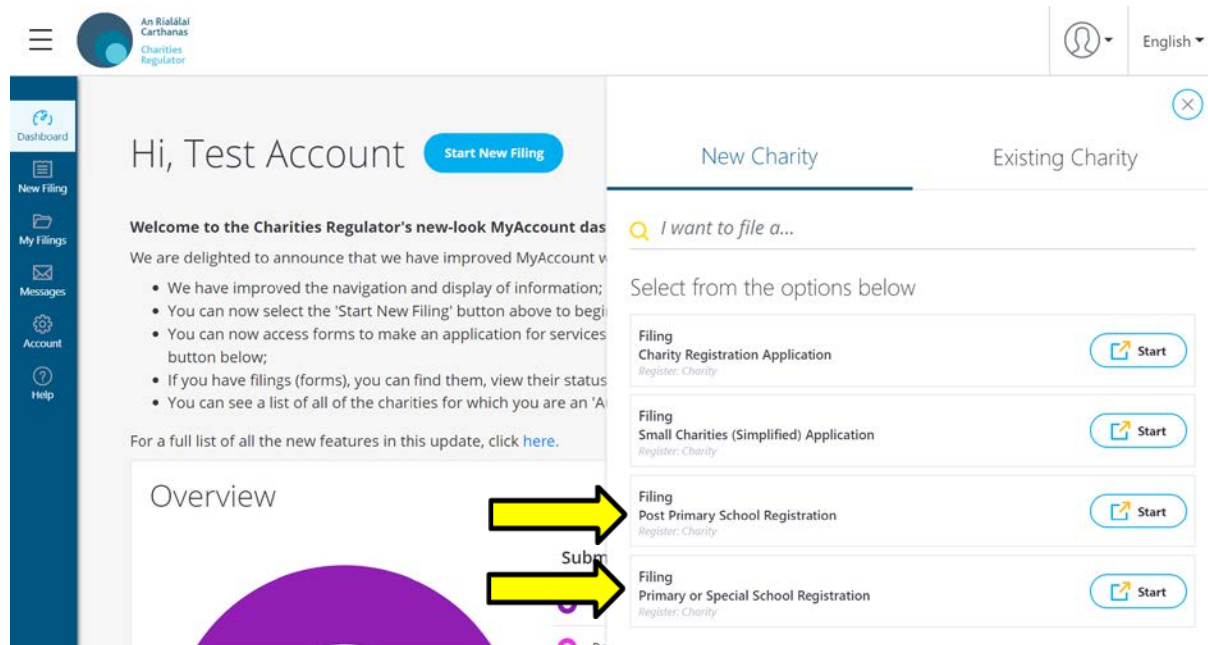 An Rialálaí
Carthanas
Charities
Regulator
English
Dashboard
New Filing
My Filings
Messages
Account
Help
Hi, Test Account
Start New Filing
Welcome to the Charities Regulator's new-look MyAccount das
We are delighted to announce that we have improved MyAccount w
• We have improved the navigation and display of information;
• You can now select the 'Start New Filing' button above to begi
• You can now access forms to make an application for services
button below;
• If you have filings (forms), you can find them, view their status
• You can see a list of all of the charities for which you are an 'A
For a full list of all the new features in this update, click here.
Overview
Subm
New Charity
Existing Charity
I want to file a...
Select from the options below
Filing
Charity Registration Application
Register: Charity
Start
Filing
Small Charities (Simplified) Application
Register: Charity
Start
Filing
Post Primary School Registration
Register: Charity
Start
Filing
Primary or Special School Registration
Register: Charity
Start